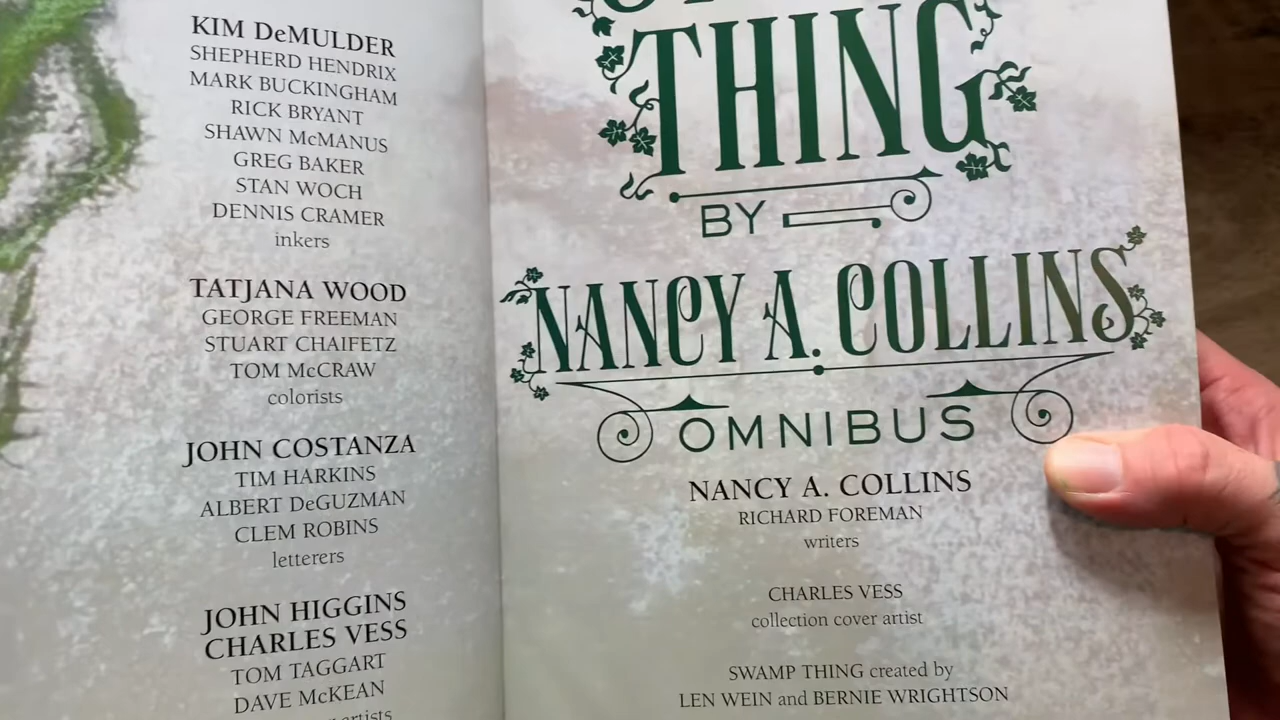 KIM DeMULDER
SHEPHERD HENDRIX
MARK BUCKINGHAM
RICK BRYANT
SHAWN McMANUS
GREG BAKER
STAN WOCH
DENNIS CRAMER
inkers
TATJANA WOOD
GEORGE FREEMAN
STUART CHAIFETZ
TOM McCRAW
colorists
JOHN COSTANZA
TIM HARKINS
ALBERT DeGUZMAN
CLEM ROBINS
letterers
JOHN HIGGINS
CHARLES VESS
TOM TAGGART
DAVE McKEAN
artists
THING
BY
NANCY A. COLLINS
OMNIBUS
NANCY A. COLLINS
RICHARD FOREMAN
writers
CHARLES VESS
collection cover artist
SWAMP THING created by
LEN WEIN and BERNIE WRIGHTSON